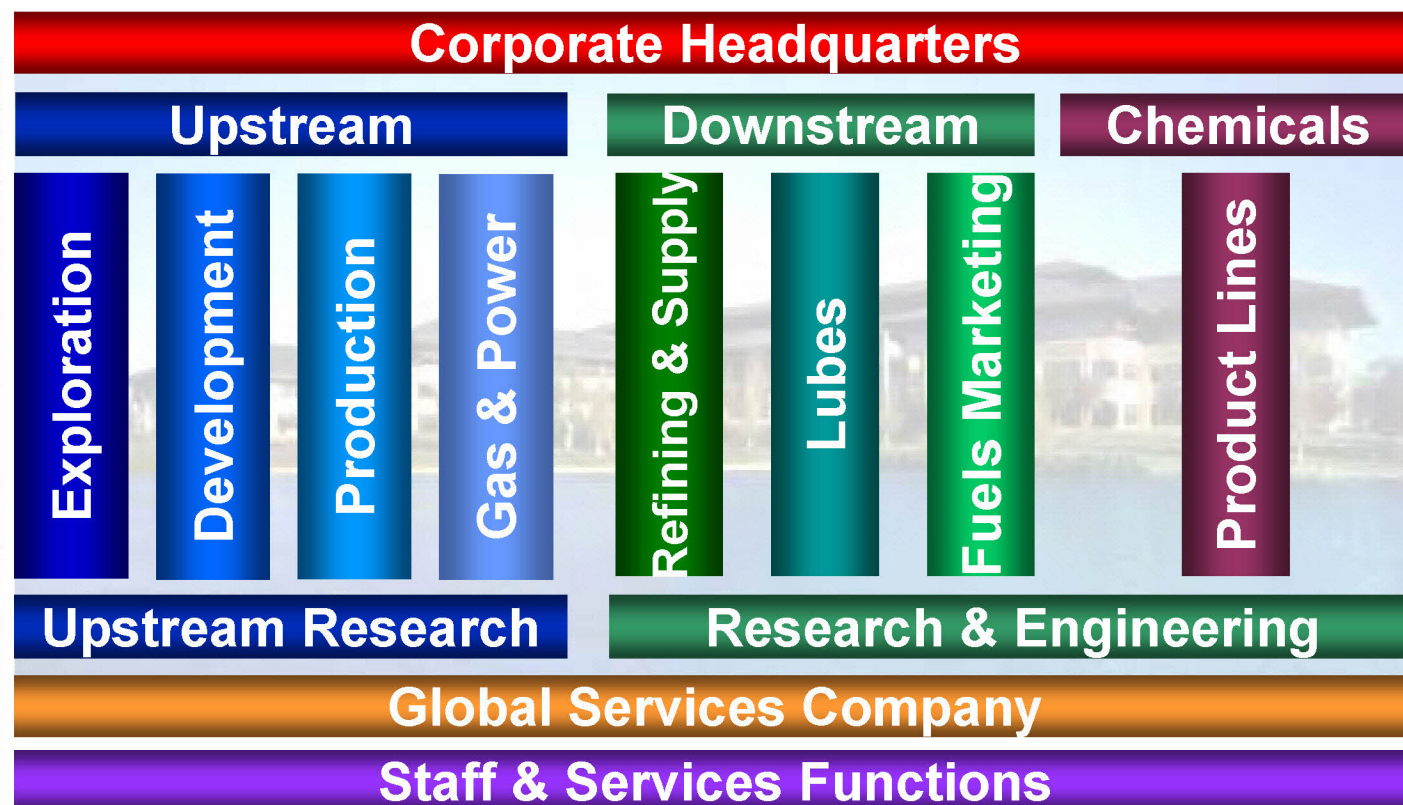 Corporate Headquarters
Upstream
Downstream
Chemicals
Exploration
Development
Production
Gas & Power
Refining & Supply
Lubes
Fuels Marketing
Product Lines
Upstream Research
Research & Engineering
Global Services Company
Staff & Services Functions